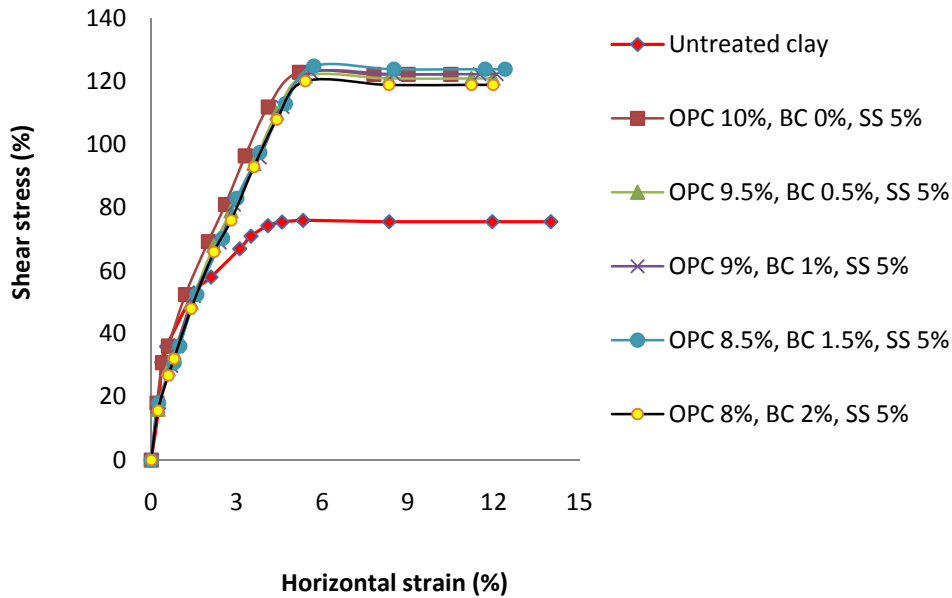 140
120
100
80
60
40
20
0
Shear stress (%)
0 3 6 9 12 15
Horizontal strain (%)
Untreated clay
OPC 10%, BC 0%, SS 5%
OPC 9.5%, BC 0.5%, SS 5%
OPC 9%, BC 1%, SS 5%
OPC 8.5%, BC 1.5%, SS 5%
OPC 8%, BC 2%, SS 5%